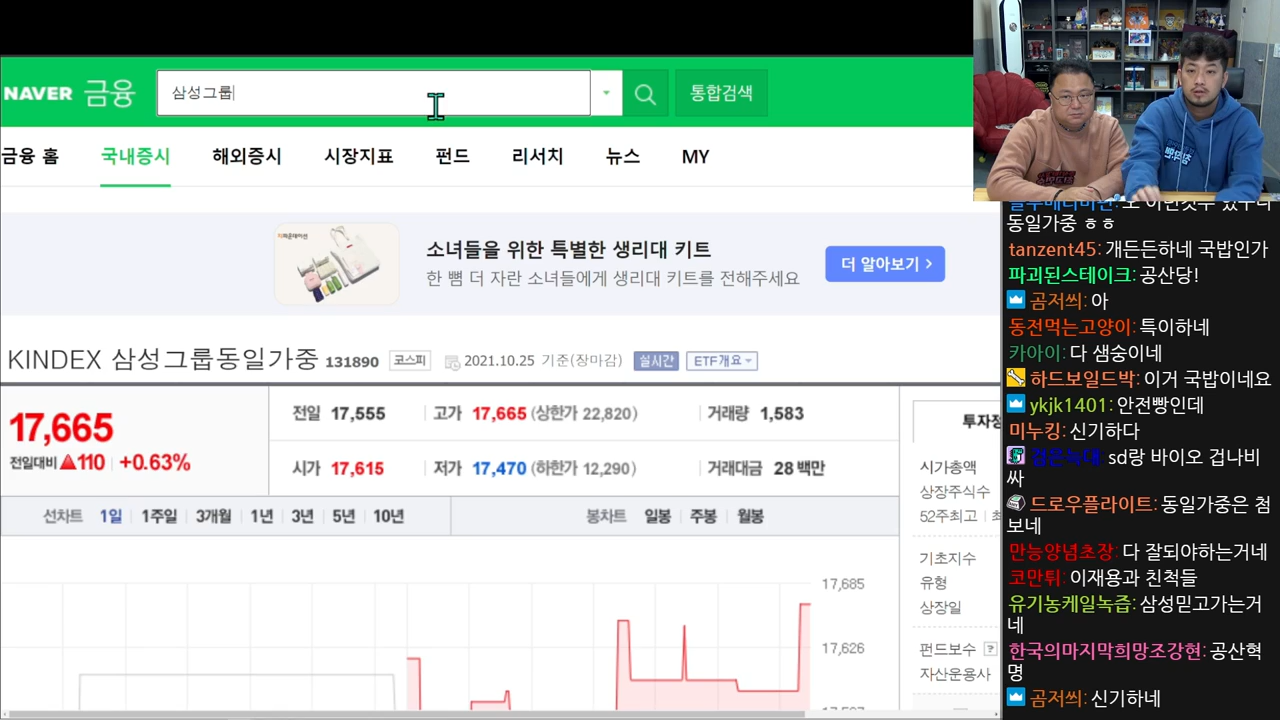 NAVER 금융
삼성그룹
통합검색
금융 홈 국내증시 해외증시 시장지표 펀드 리서치 뉴스 MY
소녀들을 위한 특별한 생리대 키트
한 뼘 더 자란 소녀들에게 생리대 키트를 전해주세요
더 알아보기 >
KINDEX 삼성그룹동일가중 131890 코스피 2021.10.25 기준(장마감) 실시간 ETF개요
17,665
전일대비 ▲110 +0.63%
전일 17,555 고가 17,665 (상한가 22,820) 거래량 1,583
시가 17,615 저가 17,470 (하한가 12,290) 거래대금 28 백만
선차트 1일 1주일 3개월 1년 3년 5년 10년 봉차트 일봉 주봉 월봉
17,685
17,626
시가총액
상장주식수
52주최고
기초지수
유형
상장일
펀드보수 ?
자산운용사
동일가중 ㅎㅎ
tanzent45: 개든든하네 국밥인가
파괴된스테이크: 공산당!
곰저씌: 아
동전먹는고양이: 특이하네
카아이: 다 샘숭이네
하드보일드박: 이거 국밥이네요
ykjk1401: 안전빵인데
미누킹: 신기하다
검은늑대: sd랑 바이오 겁나비
싸
드로우플라이트: 동일가중은 첨
보네
만능양념초장: 다 잘되야하는거네
코만튀: 이재용과 친척들
유기농케일녹즙: 삼성믿고가는거
네
한국의마지막희망조강현: 공산혁
명
곰저씌: 신기하네